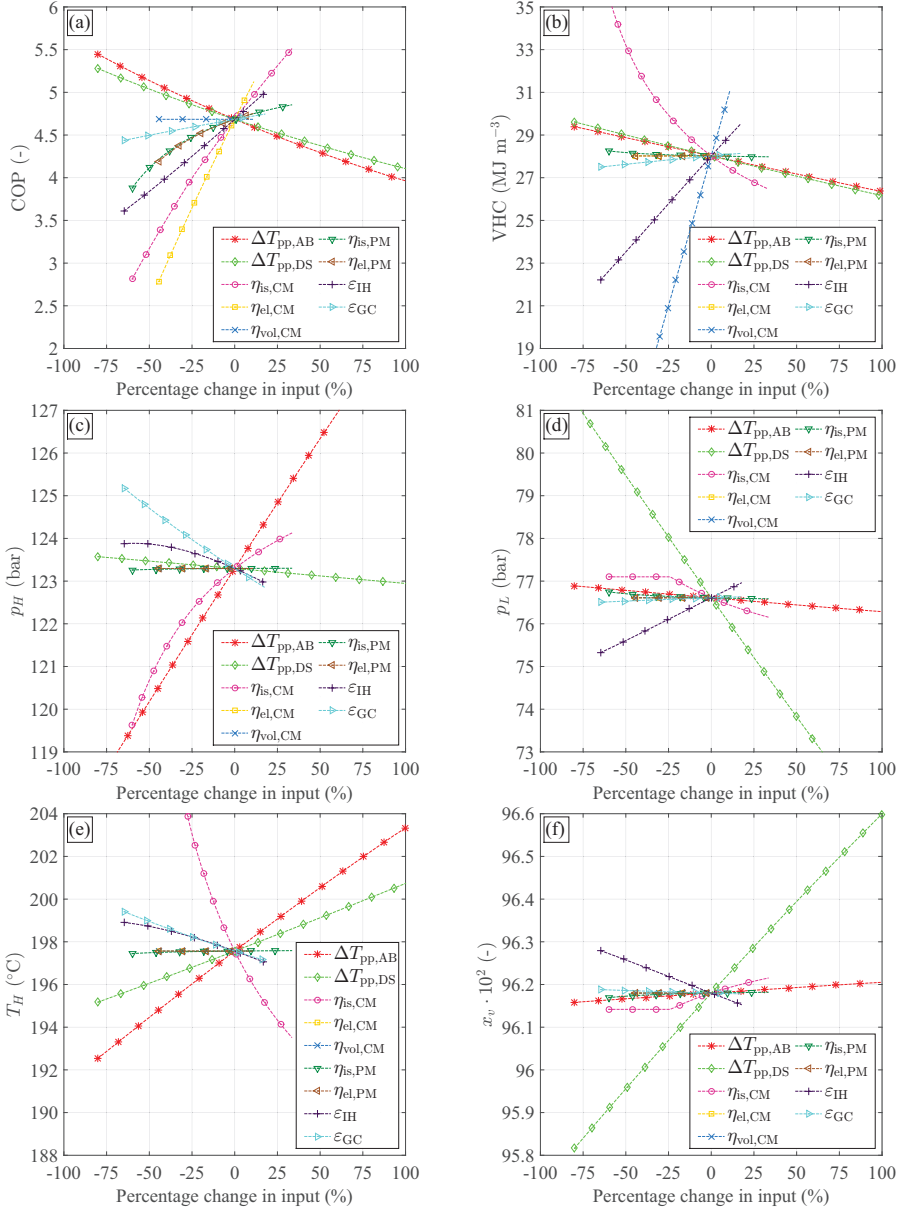 (a)
COP (-)
6
5.5
5
4.5
4
3.5
3
2.5
2
-100 -75 -50 -25 0 25 50 75 100
Percentage change in input (%)
ΔT_pp,AB η_is,PM
ΔT_pp,DS η_el,PM
η_is,CM ε_IH
η_el,CM ε_GC
η_vol,CM
(b)
VHC (MJ m⁻³)
35
33
31
29
27
25
23
21
19
-100 -75 -50 -25 0 25 50 75 100
Percentage change in input (%)
ΔT_pp,AB η_is,PM
ΔT_pp,DS η_el,PM
η_is,CM ε_IH
η_el,CM ε_GC
η_vol,CM
(c)
p_H (bar)
127
126
125
124
123
122
121
120
119
-100 -75 -50 -25 0 25 50 75 100
Percentage change in input (%)
ΔT_pp,AB η_is,PM
ΔT_pp,DS η_el,PM
η_is,CM ε_IH
η_el,CM ε_GC
η_vol,CM
(d)
p_L (bar)
81
80
79
78
77
76
75
74
73
-100 -75 -50 -25 0 25 50 75 100
Percentage change in input (%)
ΔT_pp,AB η_is,PM
ΔT_pp,DS η_el,PM
η_is,CM ε_IH
η_el,CM ε_GC
η_vol,CM
(e)
T_H (°C)
204
202
200
198
196
194
192
190
188
-100 -75 -50 -25 0 25 50 75 100
Percentage change in input (%)
ΔT_pp,AB
ΔT_pp,DS
η_is,CM
η_el,CM
η_vol,CM
η_is,PM
η_el,PM
ε_IH
ε_GC
(f)
x_v · 10² (-)
96.6
96.5
96.4
96.3
96.2
96.1
96
95.9
95.8
-100 -75 -50 -25 0 25 50 75 100
Percentage change in input (%)
ΔT_pp,AB η_is,PM
ΔT_pp,DS η_el,PM
η_is,CM ε_IH
η_el,CM ε_GC
η_vol,CM